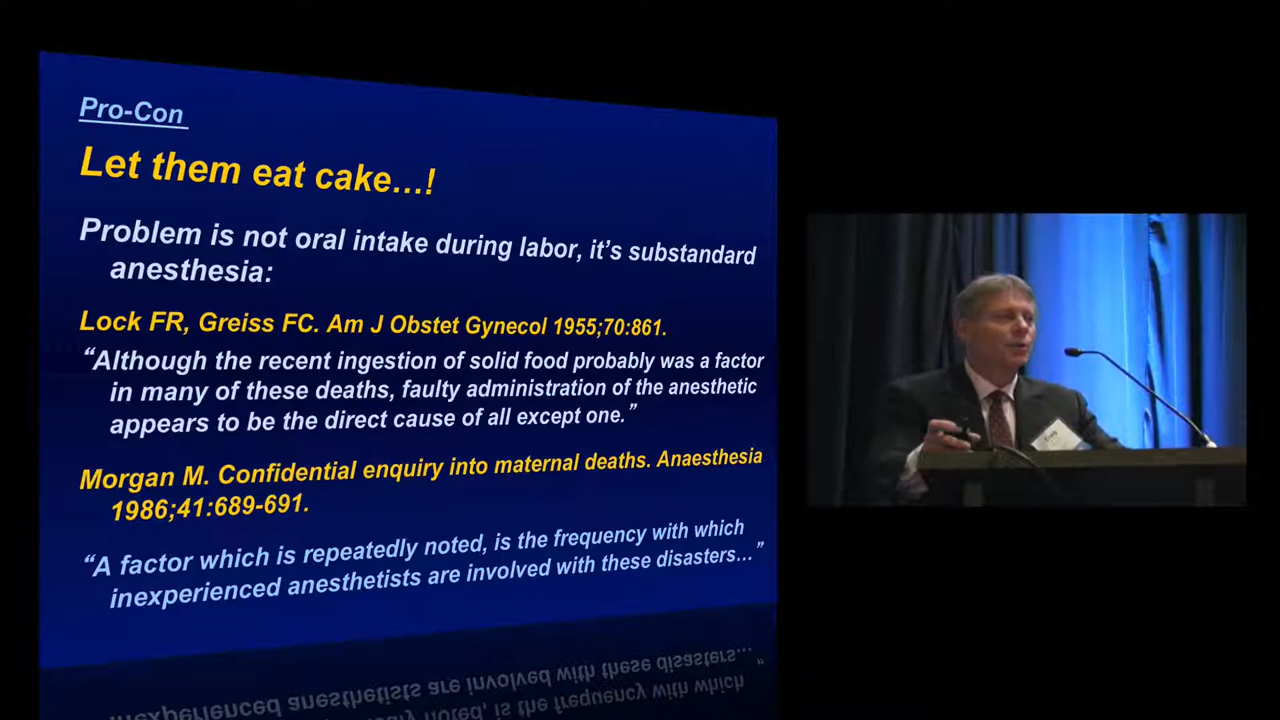 Pro-Con
Let them eat cake…!
Problem is not oral intake during labor, it’s substandard
anesthesia:
Lock FR, Greiss FC. Am J Obstet Gynecol 1955;70:861.
“Although the recent ingestion of solid food probably was a factor
in many of these deaths, faulty administration of the anesthetic
appears to be the direct cause of all except one.”
Morgan M. Confidential enquiry into maternal deaths. Anaesthesia
1986;41:689-691.
“A factor which is repeatedly noted, is the frequency with which
inexperienced anesthetists are involved with these disasters…”